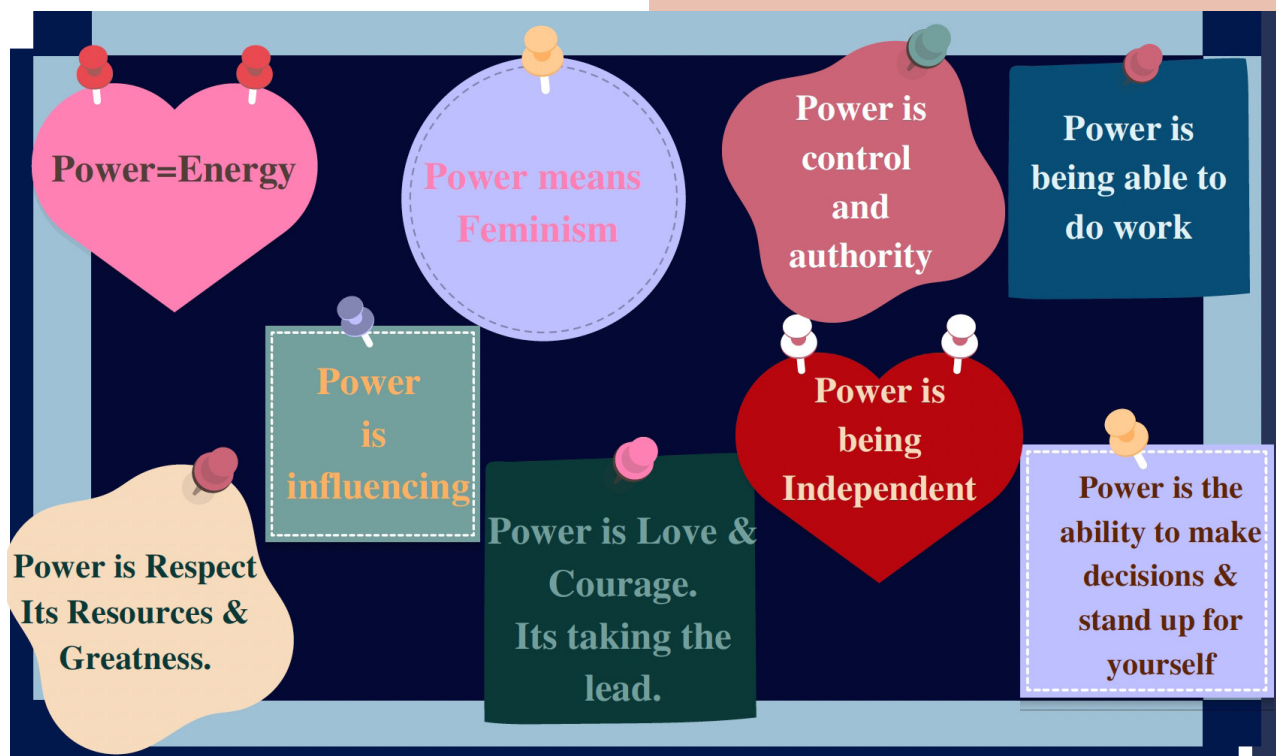 Power=Energy
Power means
Feminism
Power is
control
and
authority
Power is
being able to
do work
Power
is
influencing
Power is
being
Independent
Power is Respect
Its Resources &
Greatness.
Power is Love &
Courage.
Its taking the
lead.
Power is the
ability to make
decisions &
stand up for
yourself